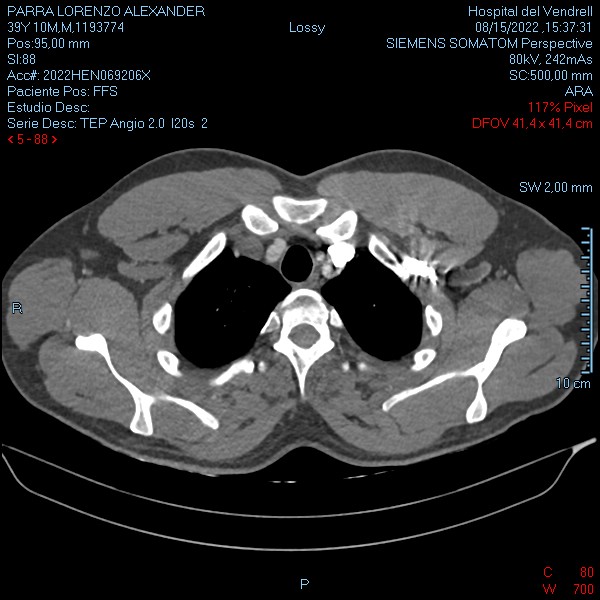 PARRA LORENZO ALEXANDER
39Y 10M,M,1193774
Pos:95,00 mm
SI:88
Acc#: 2022HEN069206X
Paciente Pos: FFS
Estudio Desc:
Serie Desc: TEP Angio 2.0 I20s 2
< 5 - 88 >
Lossy
Hospital del Vendrell
08/15/2022 ,15:37:31
SIEMENS SOMATOM Perspective
80kV, 242mAs
SC:500,00 mm
ARA
117% Pixel
DFOV 41,4 x 41,4 cm
SW 2,00 mm
R
10 cm
P
C 80
W 700